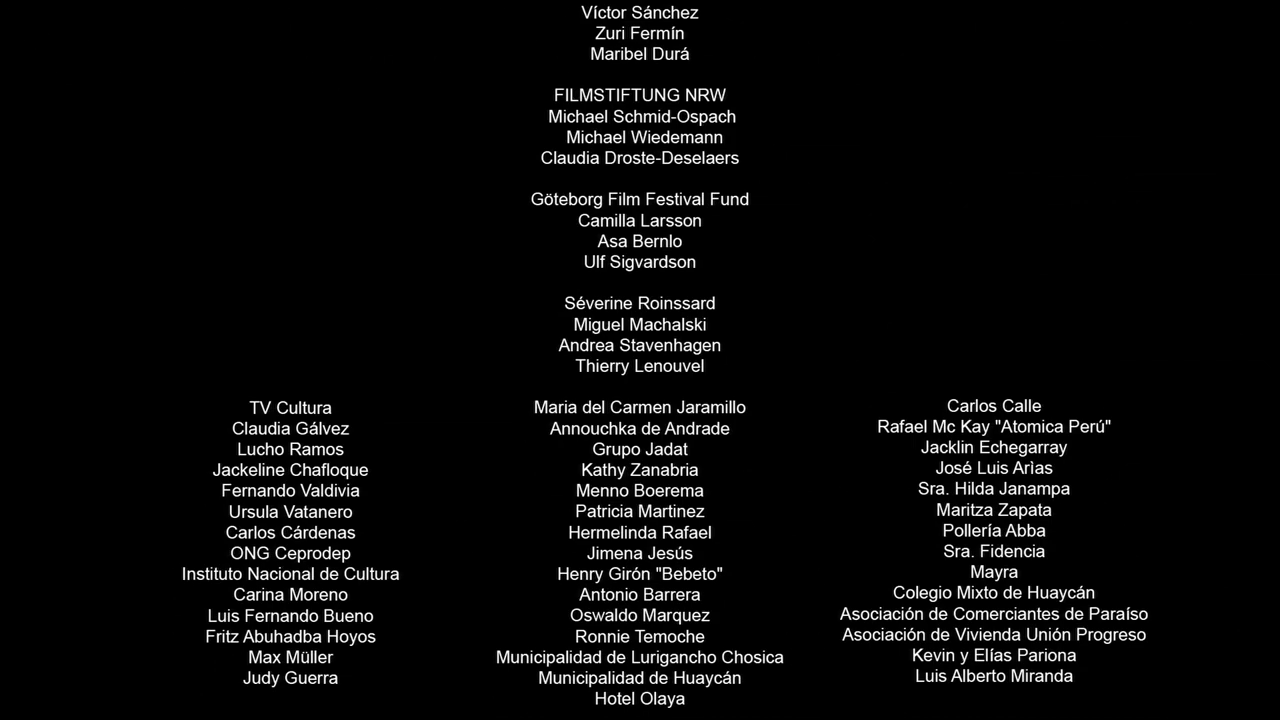 Víctor Sánchez
Zuri Fermín
Maribel Durá
FILMSTIFTUNG NRW
Michael Schmid-Ospach
Michael Wiedemann
Claudia Droste-Deselaers
Göteborg Film Festival Fund
Camilla Larsson
Asa Bernlo
Ulf Sigvardson
Séverine Roinssard
Miguel Machalski
Andrea Stavenhagen
Thierry Lenouvel
TV Cultura
Claudia Gálvez
Lucho Ramos
Jackeline Chafloque
Fernando Valdivia
Ursula Vatanero
Carlos Cárdenas
ONG Ceprodep
Instituto Nacional de Cultura
Carina Moreno
Luis Fernando Bueno
Fritz Abuhadba Hoyos
Max Müller
Judy Guerra
Maria del Carmen Jaramillo
Annouchka de Andrade
Grupo Jadat
Kathy Zanabria
Menno Boerema
Patricia Martinez
Hermelinda Rafael
Jimena Jesús
Henry Girón "Bebeto"
Antonio Barrera
Oswaldo Marquez
Ronnie Temoche
Municipalidad de Lurigancho Chosica
Municipalidad de Huaycán
Hotel Olaya
Carlos Calle
Rafael Mc Kay "Atomica Perú"
Jacklin Echegarray
José Luis Arìas
Sra. Hilda Janampa
Maritza Zapata
Pollería Abba
Sra. Fidencia
Mayra
Colegio Mixto de Huaycán
Asociación de Comerciantes de Paraíso
Asociación de Vivienda Unión Progreso
Kevin y Elías Pariona
Luis Alberto Miranda